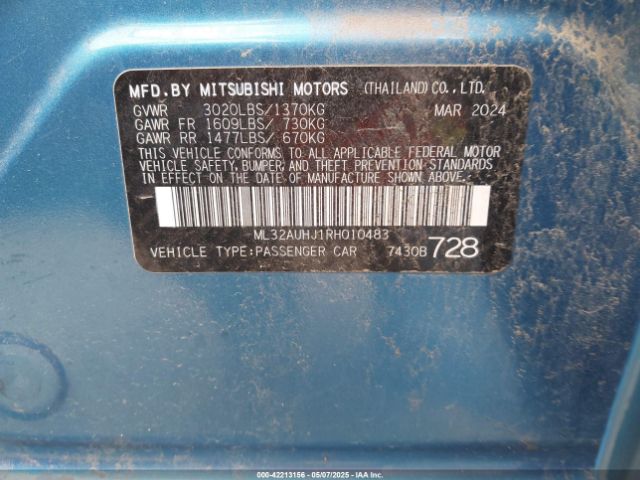 MFD.BY MITSUBISHI MOTORS (THAILAND)CO.,LTD.
GVWR 3020LBS/1370KG MAR 2024
GAWR FR 1609LBS/ 730KG
GAWR RR 1477LBS/ 670KG
THIS VEHICLE CONFORMS TO ALL APPLICABLE FEDERAL MOTOR
VEHICLE SAFETY, BUMPER, AND THEFT PREVENTION STANDARDS
IN EFFECT ON THE DATE OF MANUFACTURE SHOWN ABOVE.
ML32AUHJ1RH010483
VEHICLE TYPE:PASSENGER CAR 7430B 728
000-42213156 - 05/07/2025 - IAAI.COM